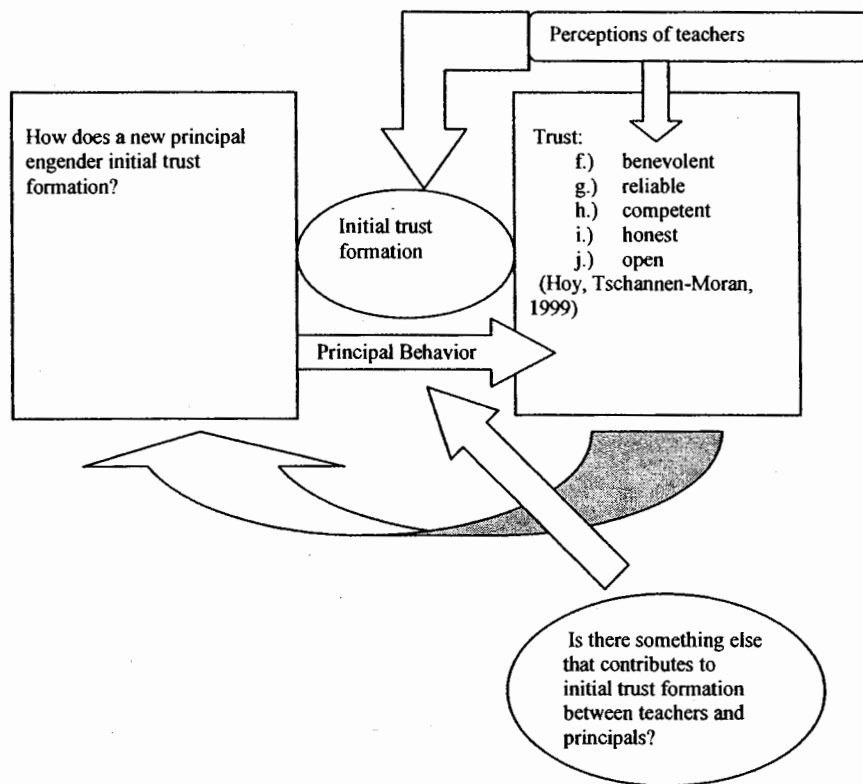 Perceptions of teachers
How does a new principal
engender initial trust
formation?
Initial trust
formation
Trust:
f.) benevolent
g.) reliable
h.) competent
i.) honest
j.) open
(Hoy, Tschannen-Moran,
1999)
Principal Behavior
Is there something else
that contributes to
initial trust formation
between teachers and
principals?